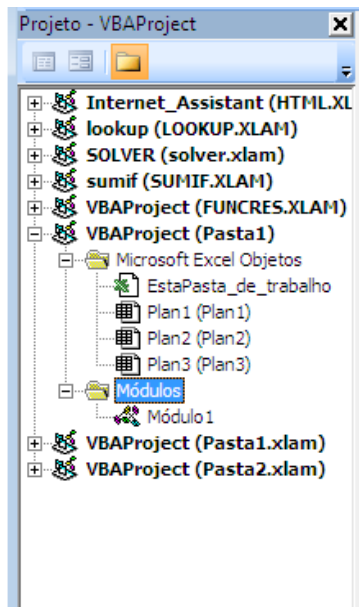 Projeto - VBAProject
Internet_Assistant (HTML.XL
lookup (LOOKUP.XLAM)
SOLVER (solver.xlam)
sumif (SUMIF.XLAM)
VBAProject (FUNCRES.XLAM)
VBAProject (Pasta1)
Microsoft Excel Objetos
EstaPasta_de_trabalho
Plan1 (Plan1)
Plan2 (Plan2)
Plan3 (Plan3)
Módulos
Módulo1
VBAProject (Pasta1.xlam)
VBAProject (Pasta2.xlam)